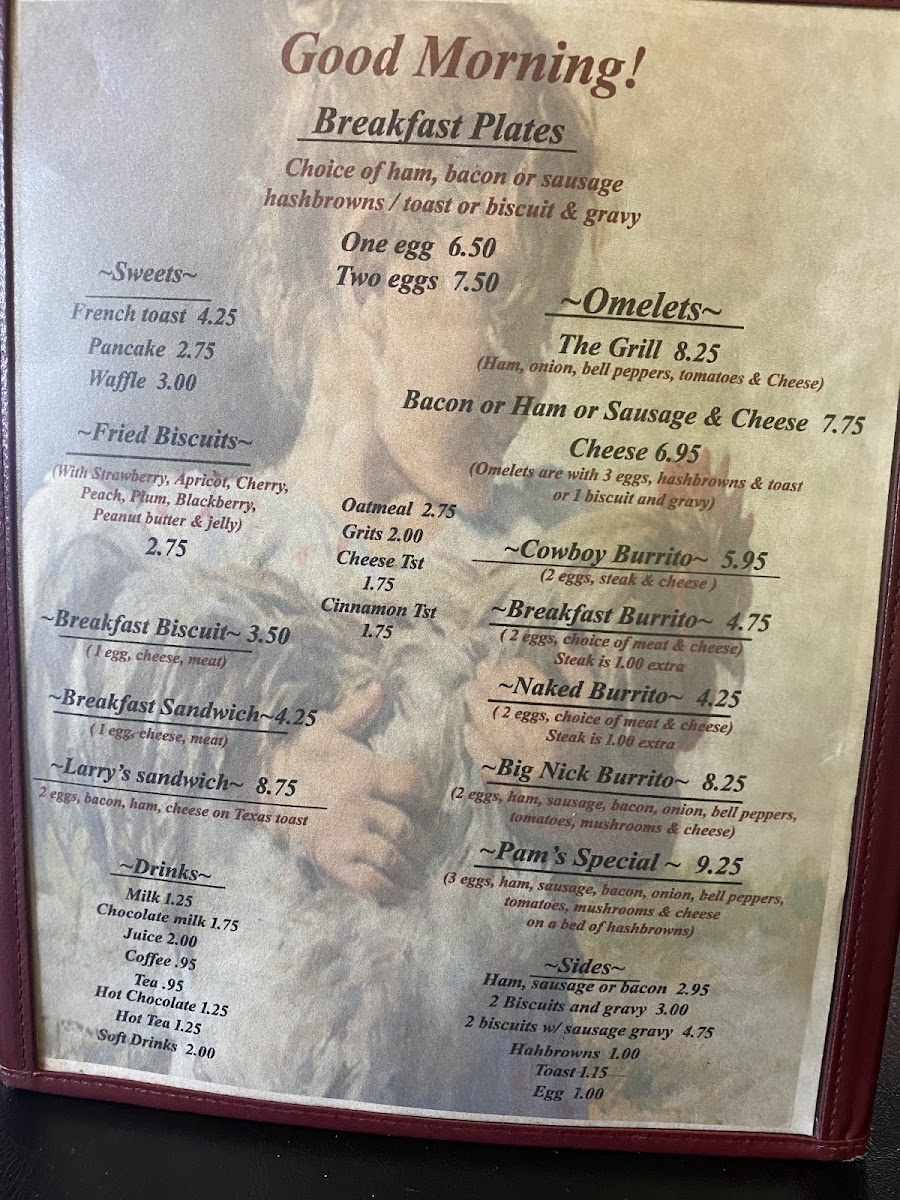 Good Morning!
Breakfast Plates
Choice of ham, bacon or sausage
hashbrowns / toast or biscuit & gravy
One egg 6.50
Two eggs 7.50
~Sweets~
French toast 4.25
Pancake 2.75
Waffle 3.00
~Fried Biscuits~
(With Strawberry, Apricot, Cherry,
Peach, Plum, Blackberry,
Peanut butter & jelly)
2.75
~Breakfast Biscuit~ 3.50
(1 egg, cheese, meat)
~Breakfast Sandwich~4.25
(1 egg, cheese, meat)
~Larry's sandwich~ 8.75
2 eggs, bacon, ham, cheese on Texas toast
~Drinks~
Milk 1.25
Chocolate milk 1.75
Juice 2.00
Coffee .95
Tea .95
Hot Chocolate 1.25
Hot Tea 1.25
Soft Drinks 2.00
Oatmeal 2.75
Grits 2.00
Cheese Tst
1.75
Cinnamon Tst
1.75
~Omelets~
The Grill 8.25
(Ham, onion, bell peppers, tomatoes & Cheese)
Bacon or Ham or Sausage & Cheese 7.75
Cheese 6.95
(Omelets are with 3 eggs, hashbrowns & toast
or 1 biscuit and gravy)
~Cowboy Burrito~ 5.95
(2 eggs, steak & cheese )
~Breakfast Burrito~ 4.75
( 2 eggs, choice of meat & cheese)
Steak is 1.00 extra
~Naked Burrito~ 4.25
( 2 eggs, choice of meat & cheese)
Steak is 1.00 extra
~Big Nick Burrito~ 8.25
(2 eggs, ham, sausage, bacon, onion, bell peppers,
tomatoes, mushrooms & cheese)
~Pam's Special ~ 9.25
(3 eggs, ham, sausage, bacon, onion, bell peppers,
tomatoes, mushrooms & cheese
on a bed of hashbrowns)
~Sides~
Ham, sausage or bacon 2.95
2 Biscuits and gravy 3.00
2 biscuits w/ sausage gravy 4.75
Hahbrowns 1.00
Toast 1.15
Egg 1.00